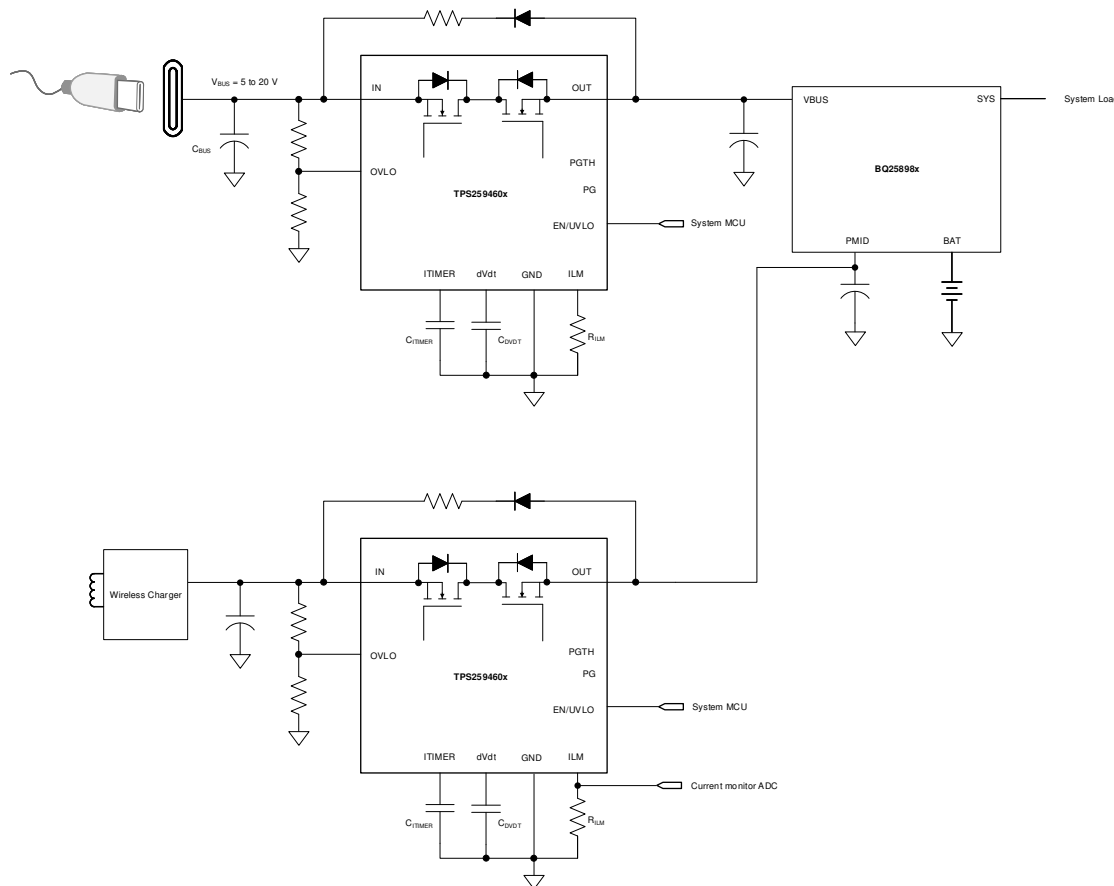 V_BUS = 5 to 20 V
C_BUS
IN
OUT
OVLO
PGTH
PG
TPS259460x
EN/UVLO
System MCU
ITIMER
dVdt
GND
ILM
C_ITIMER
C_DVDT
R_ILM
VBUS
SYS
System Loa
BQ25898x
PMID
BAT
Wireless Charger
IN
OUT
OVLO
PGTH
PG
TPS259460x
EN/UVLO
System MCU
ITIMER
dVdt
GND
ILM
Current monitor ADC
C_ITIMER
C_DVDT
R_ILM